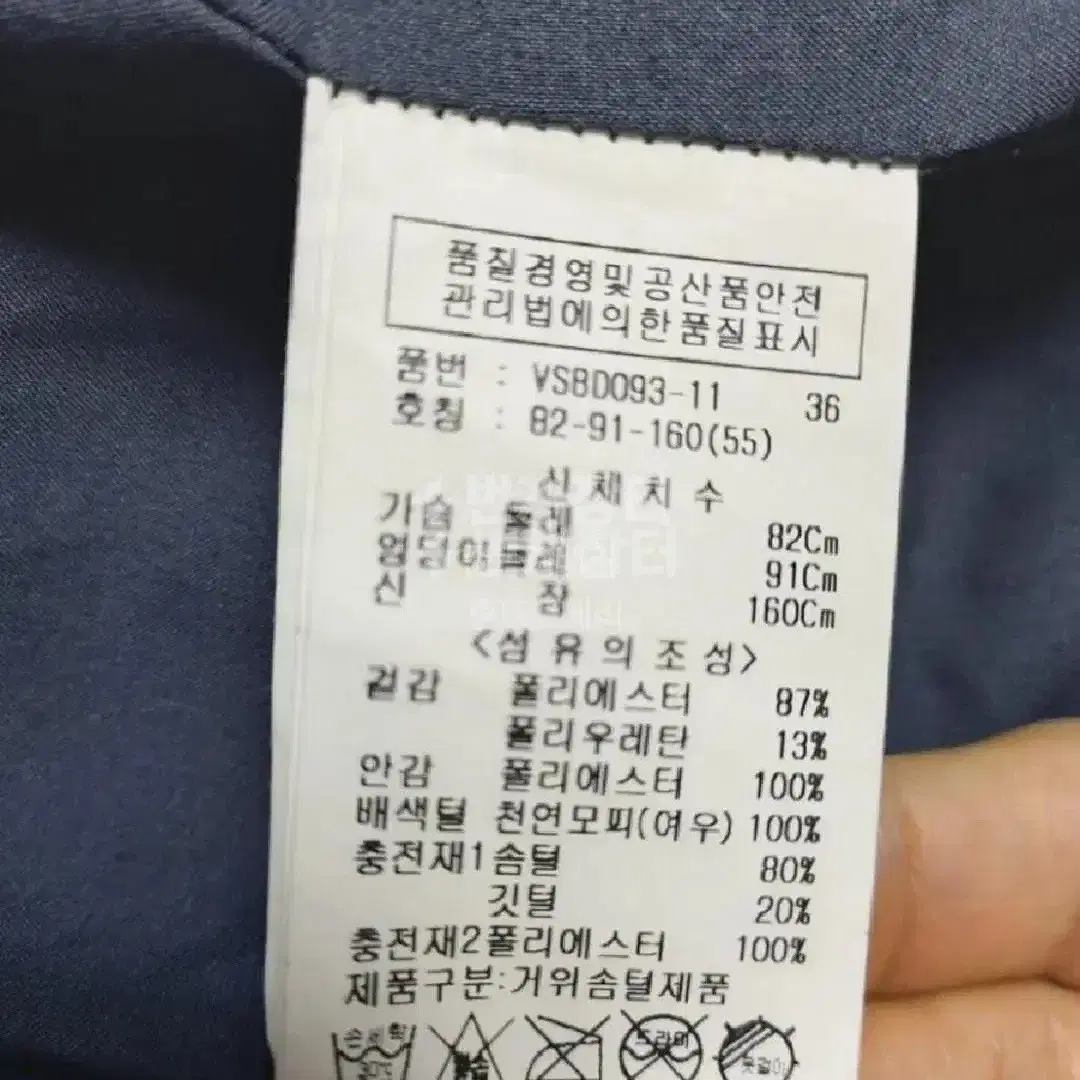 품질경영및공산품안전
관리법에의한품질표시
품번 : VSBD093-11 36
호칭 : 82-91-160(55)
신체치수
가슴 둘레 82Cm
엉덩이둘레 91Cm
신 장 160Cm
<섬유의조성>
겉감 폴리에스터 87%
폴리우레탄 13%
안감 폴리에스터 100%
배색털 천연모피(여우) 100%
충전재1솜털 80%
깃털 20%
충전재2폴리에스터 100%
제품구분:거위솜털제품
드라이
옷걸이